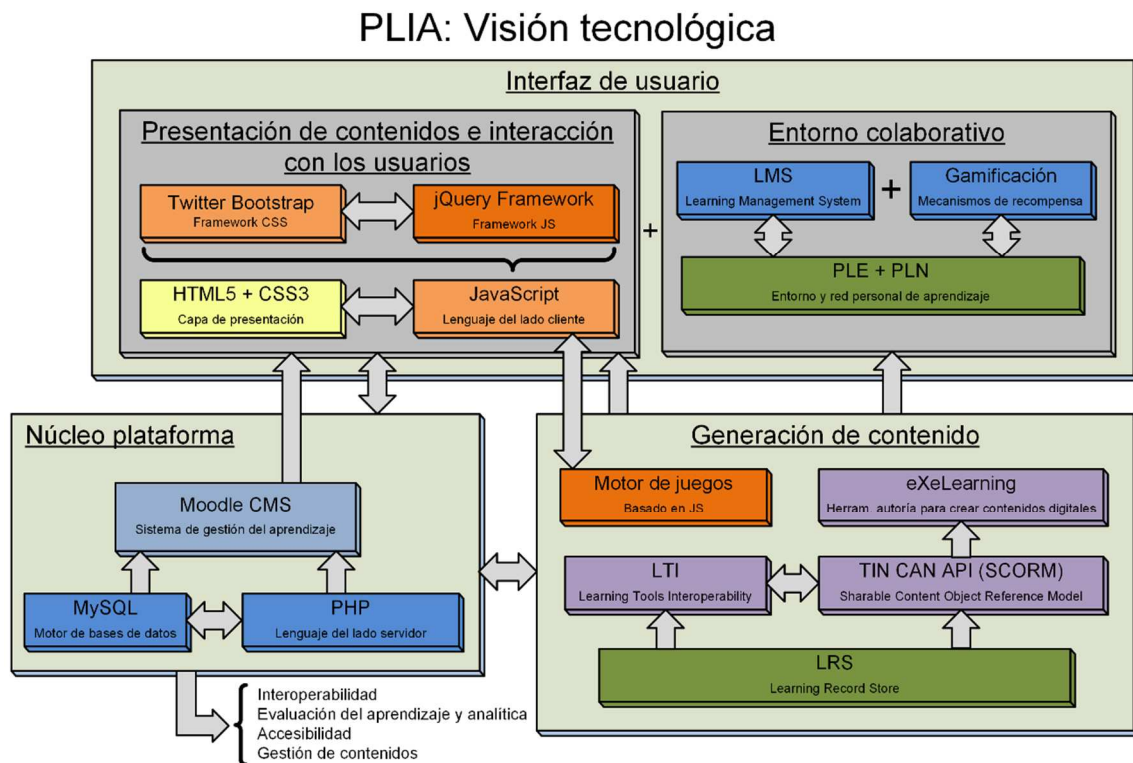 PLIA: Visión tecnológica
Interfaz de usuario
Presentación de contenidos e interacción
con los usuarios
Twitter Bootstrap
Framework CSS
jQuery Framework
Framework JS
HTML5 + CSS3
Capa de presentación
JavaScript
Lenguaje del lado cliente
+
Entorno colaborativo
LMS
Learning Management System
+
Gamificación
Mecanismos de recompensa
PLE + PLN
Entorno y red personal de aprendizaje
Núcleo plataforma
Moodle CMS
Sistema de gestión del aprendizaje
MySQL
Motor de bases de datos
PHP
Lenguaje del lado servidor
Interoperabilidad
Evaluación del aprendizaje y analítica
Accesibilidad
Gestión de contenidos
Generación de contenido
Motor de juegos
Basado en JS
eXeLearning
Herram. autoría para crear contenidos digitales
LTI
Learning Tools Interoperability
TIN CAN API (SCORM)
Sharable Content Object Reference Model
LRS
Learning Record Store